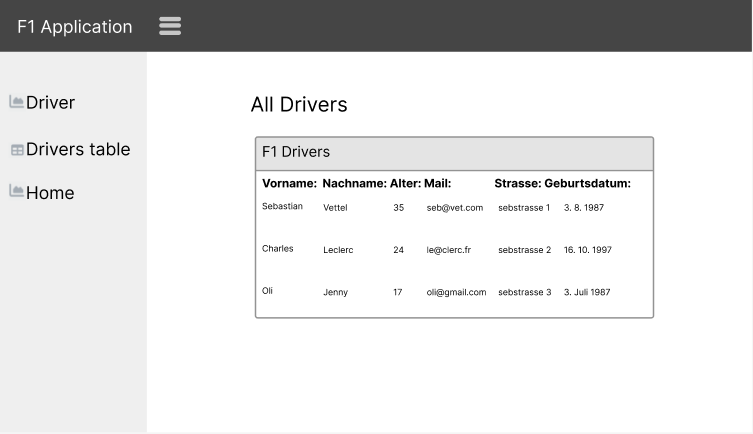 F1 Application
Driver
Drivers table
Home
All Drivers
F1 Drivers
Vorname: Nachname: Alter: Mail: Strasse: Geburtsdatum:
Sebastian Vettel 35 seb@vet.com sebstrasse 1 3. 8. 1987
Charles Leclerc 24 le@clerc.fr sebstrasse 2 16. 10. 1997
Oli Jenny 17 oli@gmail.com sebstrasse 3 3. Juli 1987